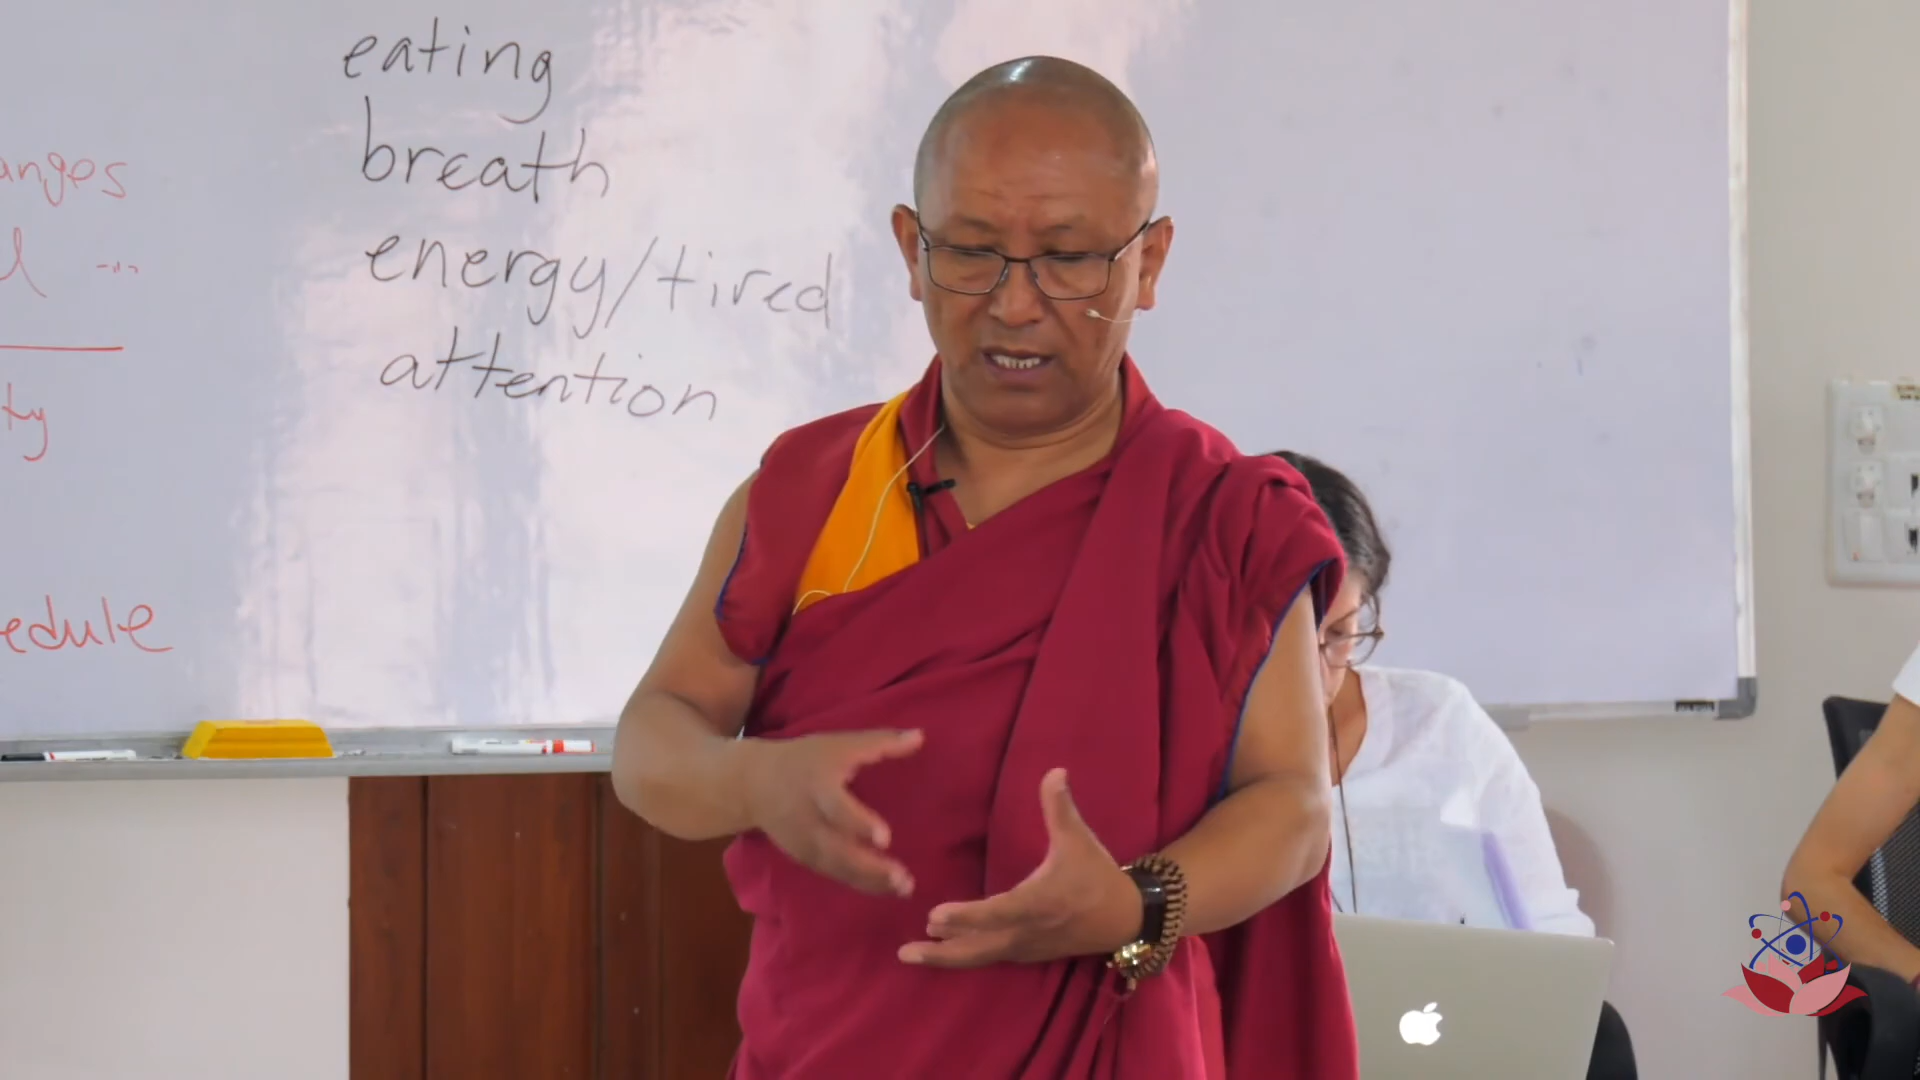 eating
breath
energy/tired
attention
anges
...
ty
edule